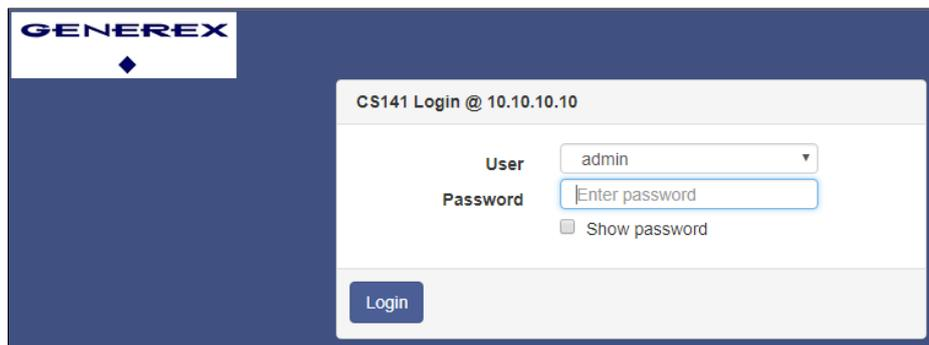 GENEREX
CS141 Login @ 10.10.10.10
User admin
Password Enter password
Show password
Login